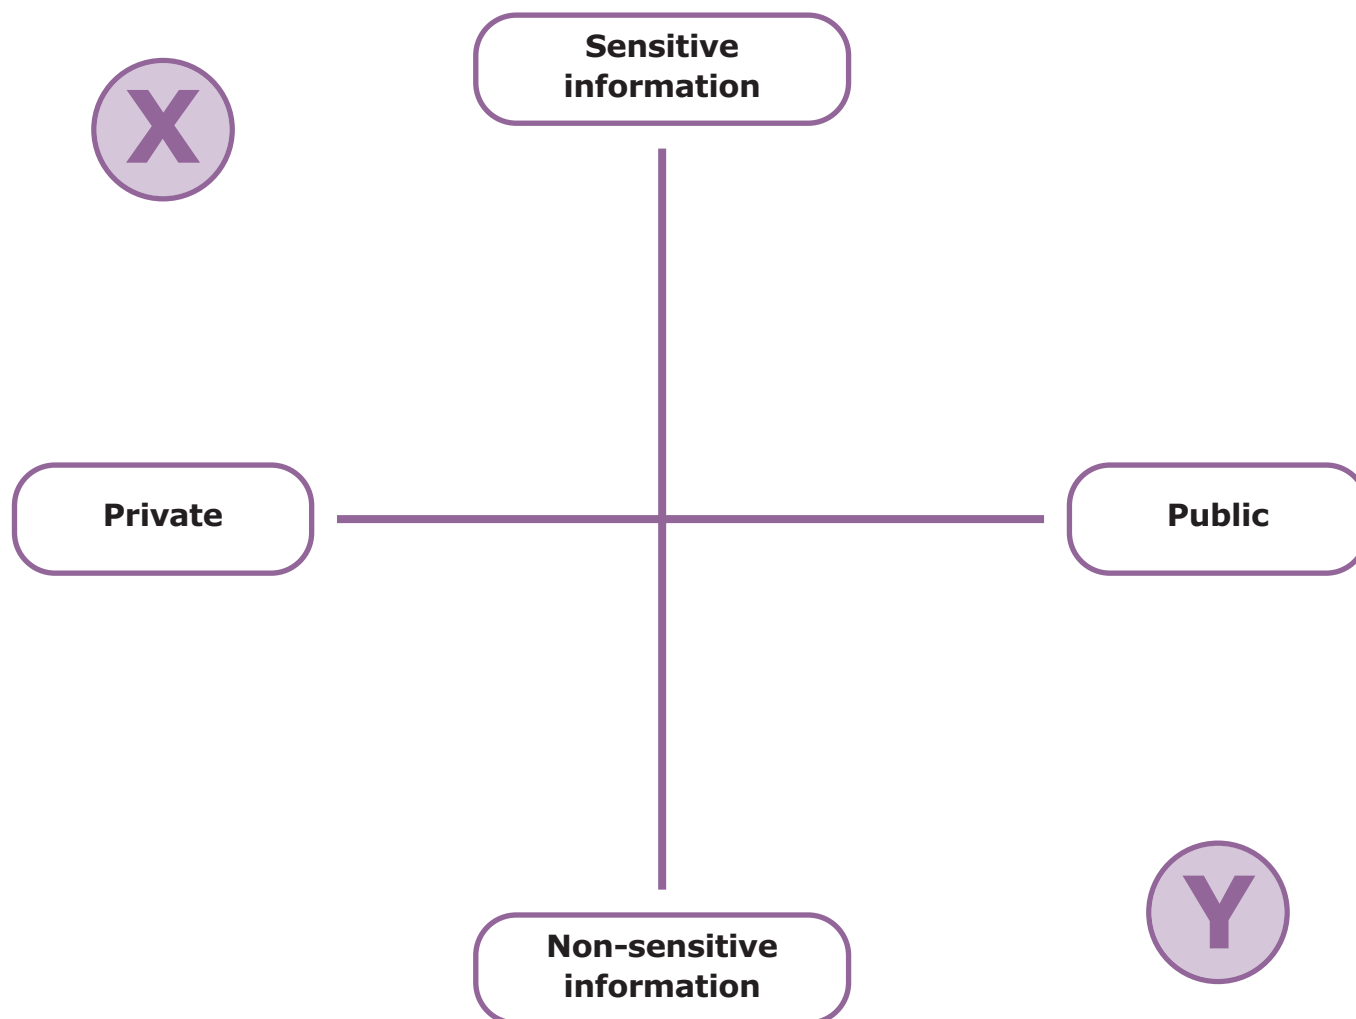 Sensitive
information
X
Private
Public
Y
Non-sensitive
information